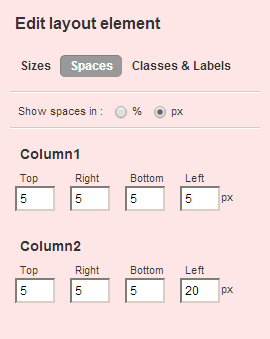 Edit layout element
Sizes Spaces Classes & Labels
Show spaces in : % px
Column1
Top Right Bottom Left
5 5 5 5 px
Column2
Top Right Bottom Left
5 5 5 20 px